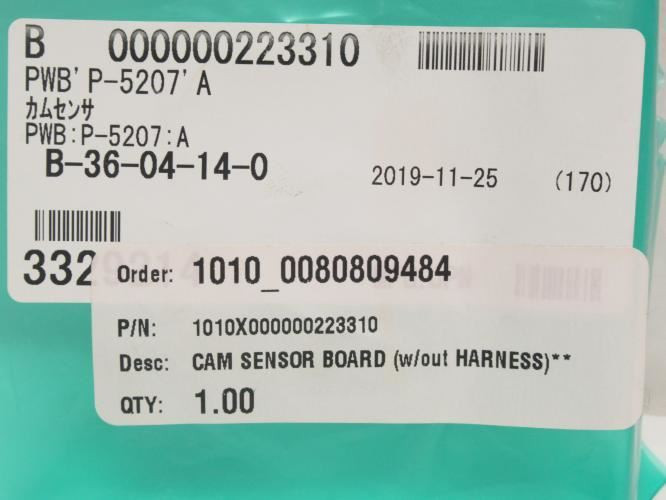 B 000000223310
PWB' P-5207' A
カムセンサ
PWB:P-5207:A
B-36-04-14-0 2019-11-25 (170)
332
Order: 1010_0080809484
P/N: 1010X000000223310
Desc: CAM SENSOR BOARD (w/out HARNESS)**
QTY: 1.00